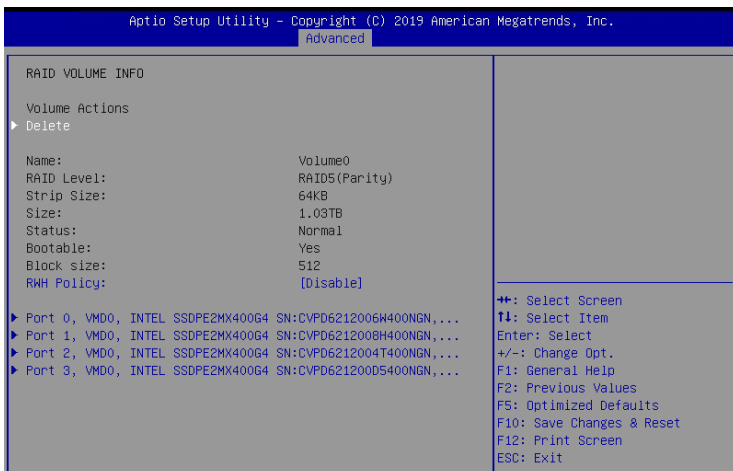 Aptio Setup Utility – Copyright (C) 2019 American Megatrends, Inc.
Advanced
RAID VOLUME INFO
Volume Actions
▶ Delete
Name: Volume0
RAID Level: RAID5(Parity)
Strip Size: 64KB
Size: 1.03TB
Status: Normal
Bootable: Yes
Block size: 512
RWH Policy: [Disable]
▶ Port 0, VMD0, INTEL SSDPE2MX400G4 SN:CVPD6212006W400NGN,...
▶ Port 1, VMD0, INTEL SSDPE2MX400G4 SN:CVPD6212008H400NGN,...
▶ Port 2, VMD0, INTEL SSDPE2MX400G4 SN:CVPD6212004T400NGN,...
▶ Port 3, VMD0, INTEL SSDPE2MX400G4 SN:CVPD621200D5400NGN,...
→←: Select Screen
↑↓: Select Item
Enter: Select
+/-: Change Opt.
F1: General Help
F2: Previous Values
F5: Optimized Defaults
F10: Save Changes & Reset
F12: Print Screen
ESC: Exit